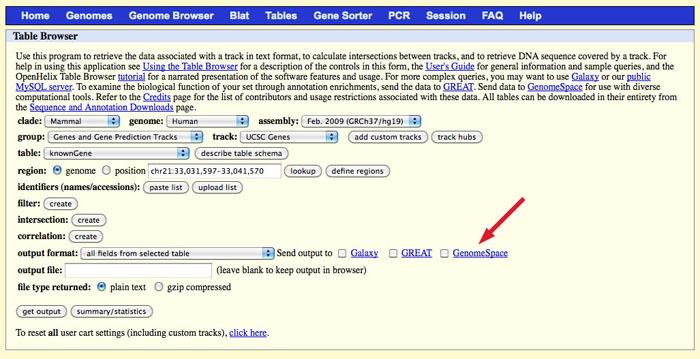 Home Genomes Genome Browser Blat Tables Gene Sorter PCR Session FAQ Help
Table Browser
Use this program to retrieve the data associated with a track in text format, to calculate intersections between tracks, and to retrieve DNA sequence covered by a track. For
help in using this application see Using the Table Browser for a description of the controls in this form, the User's Guide for general information and sample queries, and the
OpenHelix Table Browser tutorial for a narrated presentation of the software features and usage. For more complex queries, you may want to use Galaxy or our public
MySQL server. To examine the biological function of your set through annotation enrichments, send the data to GREAT. Send data to GenomeSpace for use with diverse
computational tools. Refer to the Credits page for the list of contributors and usage restrictions associated with these data. All tables can be downloaded in their entirety from
the Sequence and Annotation Downloads page.
clade: Mammal genome: Human assembly: Feb. 2009 (GRCh37/hg19)
group: Genes and Gene Prediction Tracks track: UCSC Genes add custom tracks track hubs
table: knownGene describe table schema
region: genome position chr21:33,031,597-33,041,570 lookup define regions
identifiers (names/accessions): paste list upload list
filter: create
intersection: create
correlation: create
output format: all fields from selected table Send output to Galaxy GREAT GenomeSpace
output file: (leave blank to keep output in browser)
file type returned: plain text gzip compressed
get output summary/statistics
To reset all user cart settings (including custom tracks), click here.